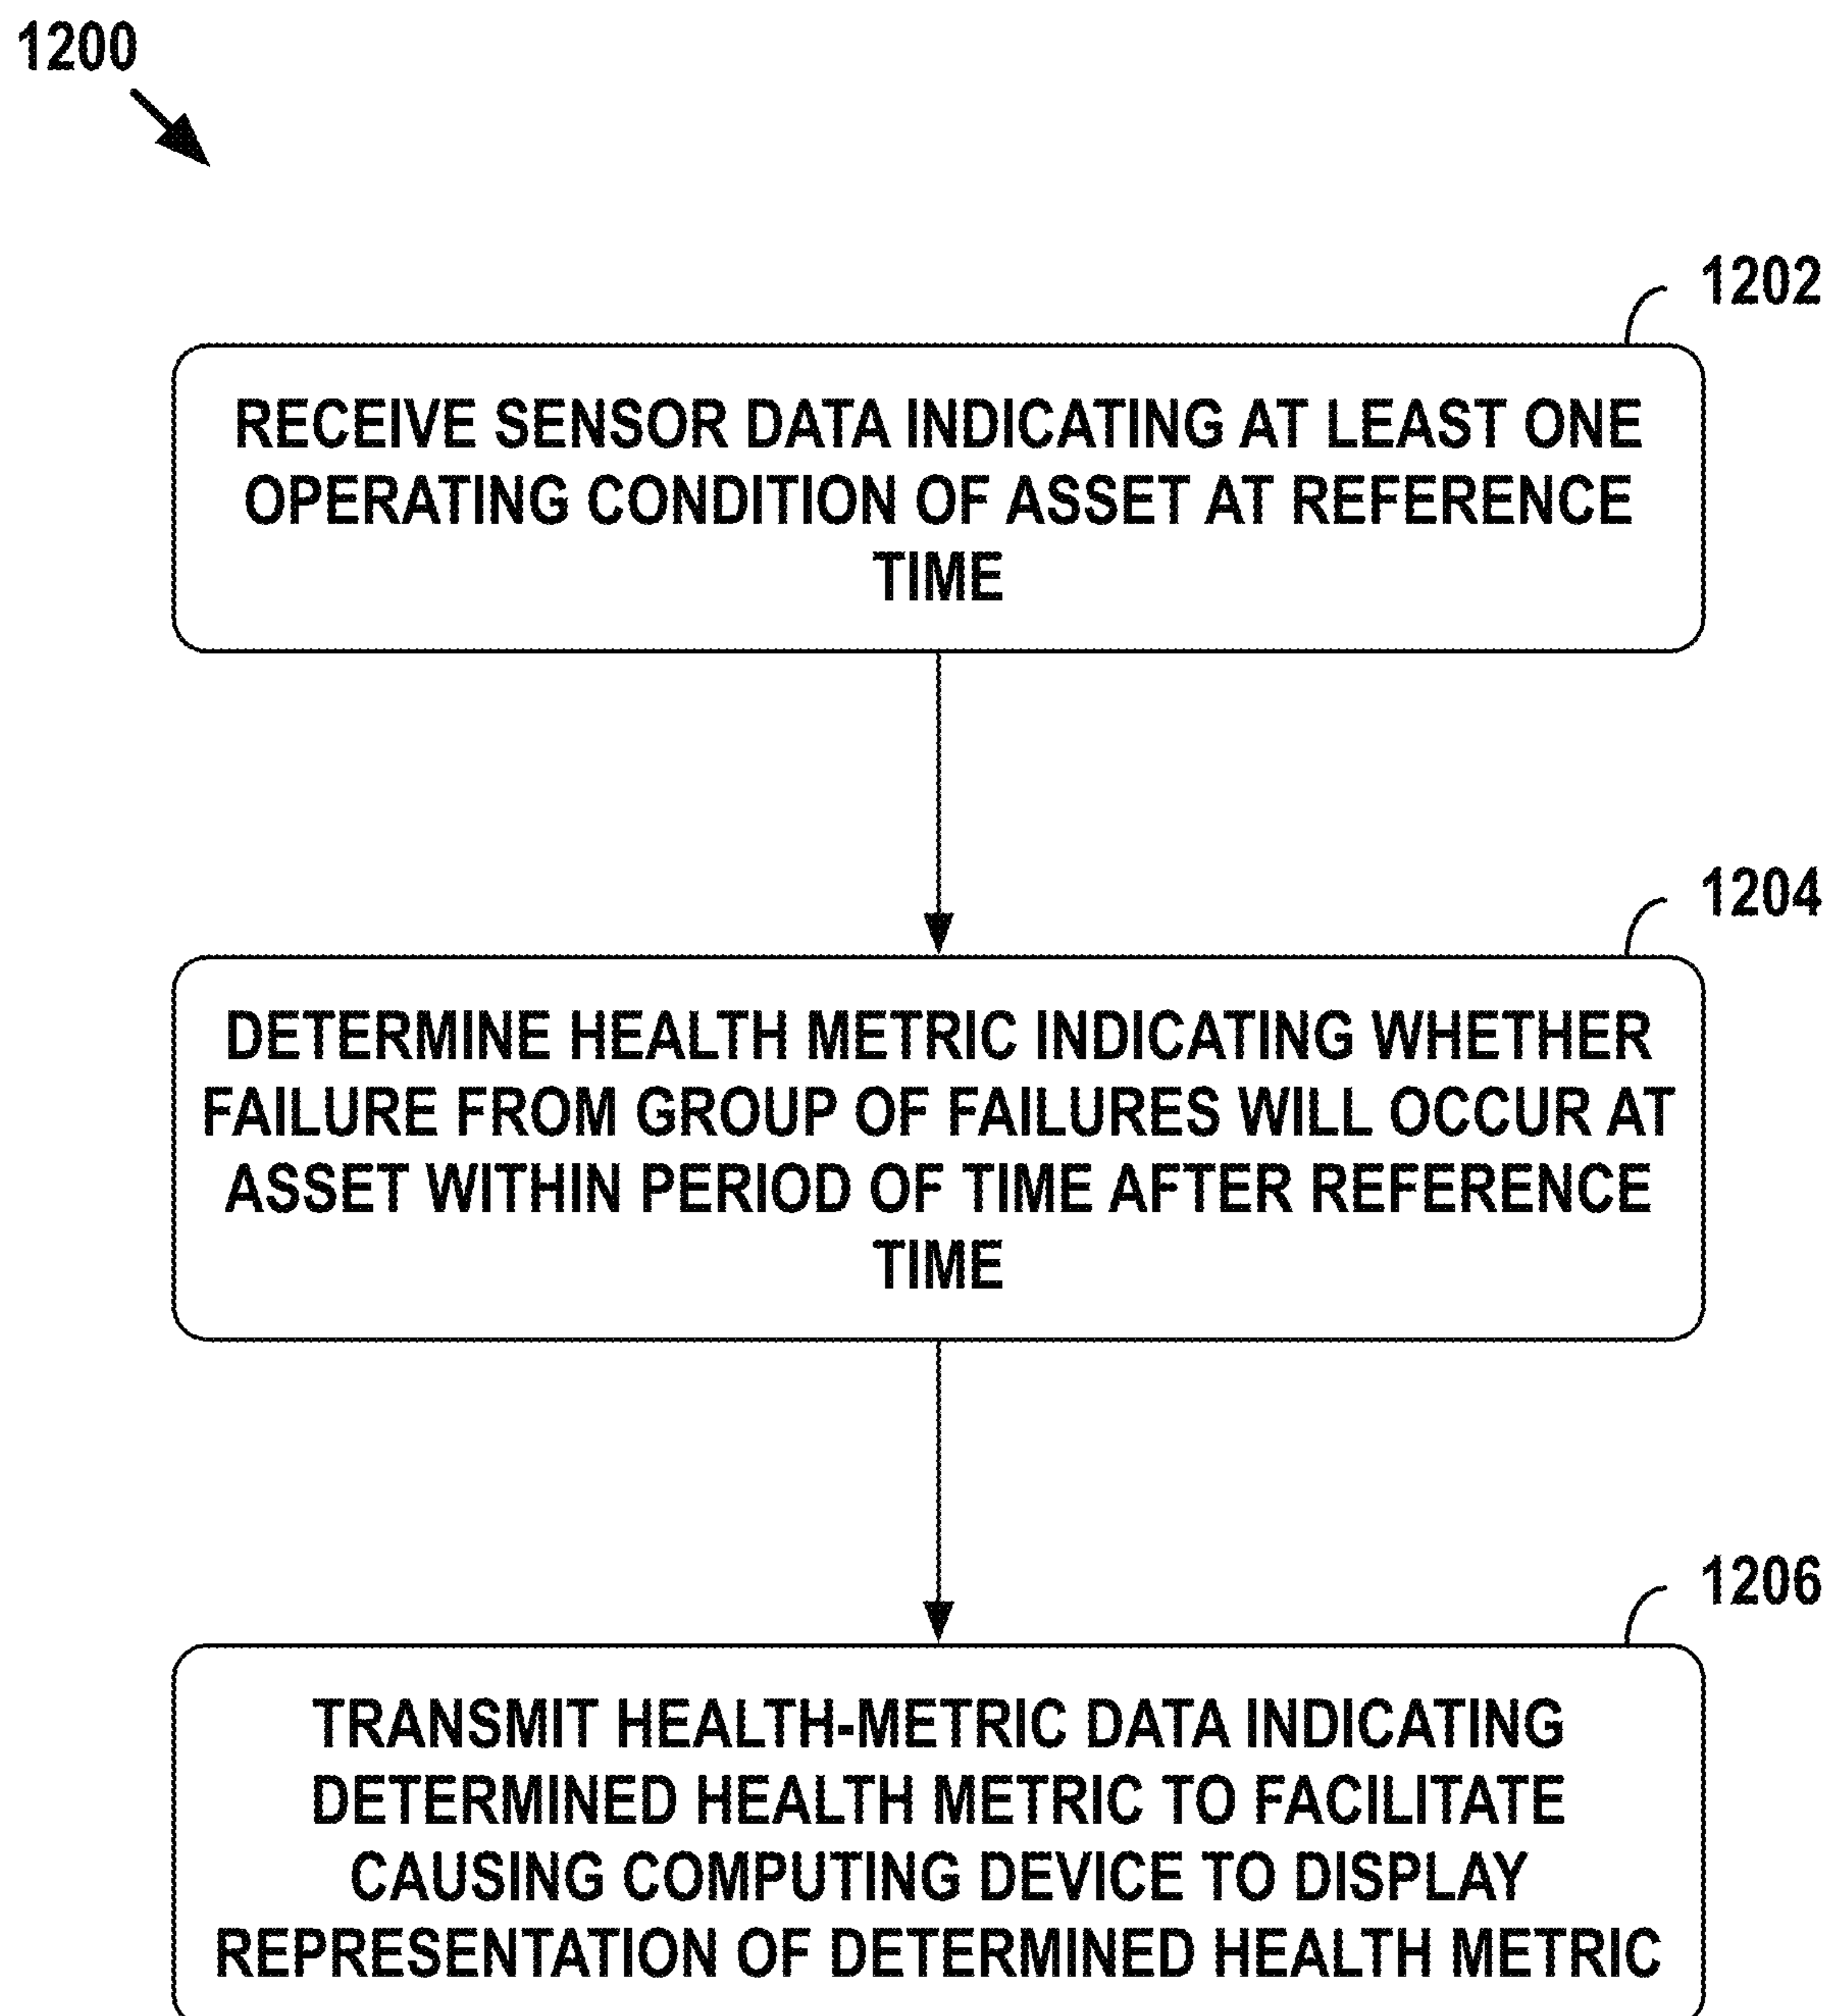 1200
1202
RECEIVE SENSOR DATA INDICATING AT LEAST ONE
OPERATING CONDITION OF ASSET AT REFERENCE
TIME
1204
DETERMINE HEALTH METRIC INDICATING WHETHER
FAILURE FROM GROUP OF FAILURES WILL OCCUR AT
ASSET WITHIN PERIOD OF TIME AFTER REFERENCE
TIME
1206
TRANSMIT HEALTH-METRIC DATA INDICATING
DETERMINED HEALTH METRIC TO FACILITATE
CAUSING COMPUTING DEVICE TO DISPLAY
REPRESENTATION OF DETERMINED HEALTH METRIC